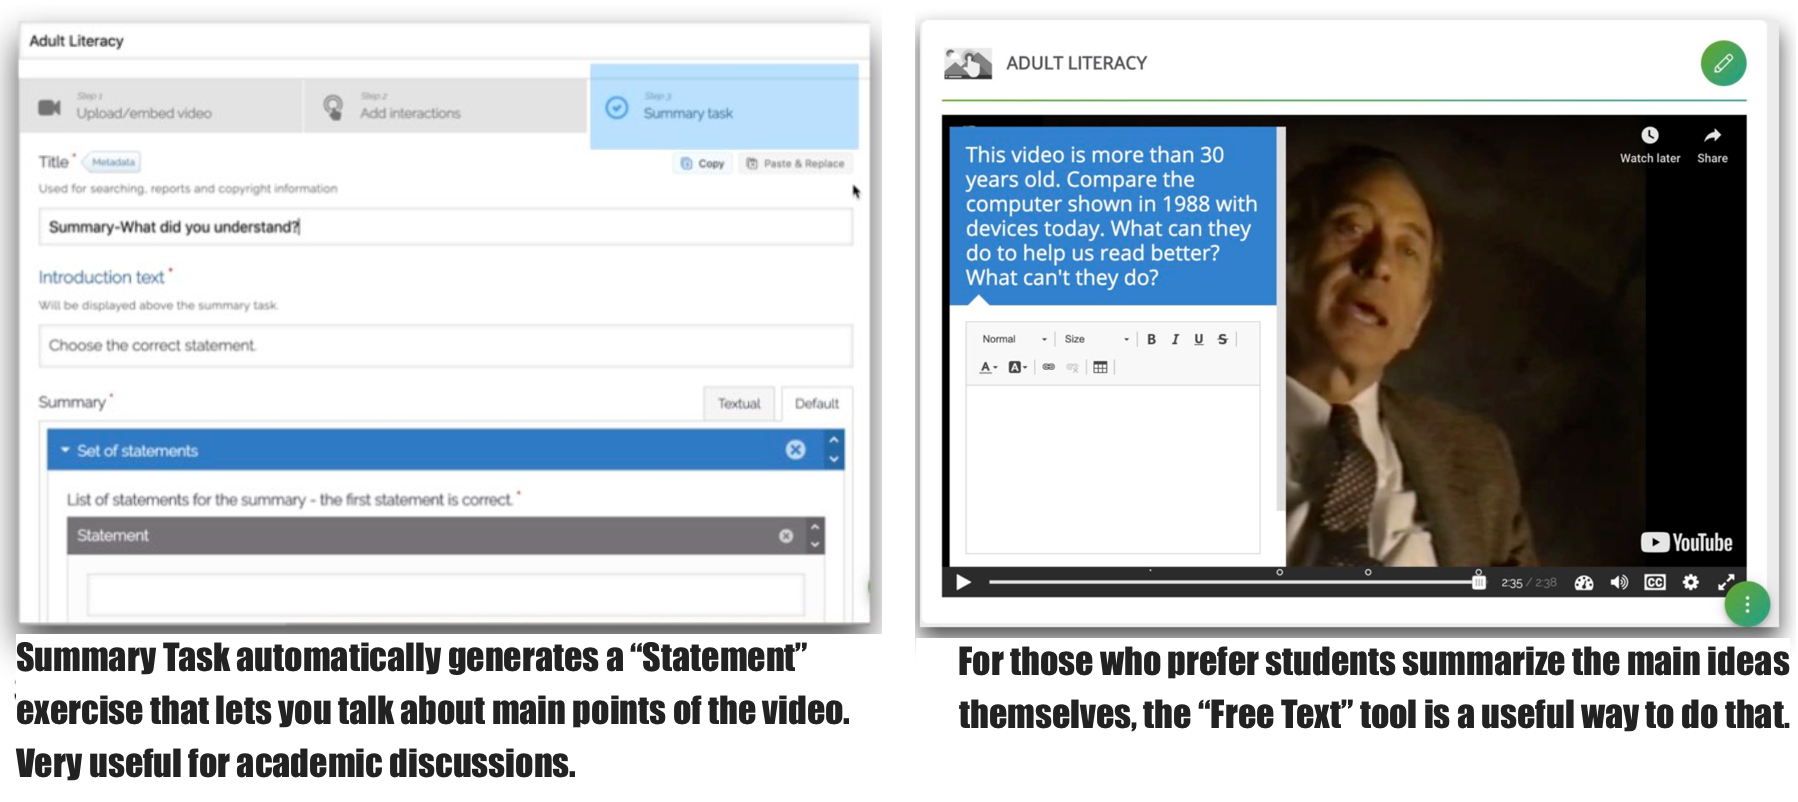 Adult Literacy
Step 1
Upload/embed video
Step 2
Add interactions
Step 3
Summary task
Title * Metadata
Copy
Paste & Replace
Used for searching, reports and copyright information
Summary-What did you understand?
Introduction text *
Will be displayed above the summary task.
Choose the correct statement.
Summary *
Textual
Default
Set of statements
List of statements for the summary - the first statement is correct. *
Statement
Summary Task automatically generates a “Statement”
exercise that lets you talk about main points of the video.
Very useful for academic discussions.
ADULT LITERACY
This video is more than 30
years old. Compare the
computer shown in 1988 with
devices today. What can they
do to help us read better?
What can't they do?
Normal
Size
B I U S
A A
Watch later
Share
YouTube
2:35 / 2:38
CC
For those who prefer students summarize the main ideas
themselves, the “Free Text” tool is a useful way to do that.